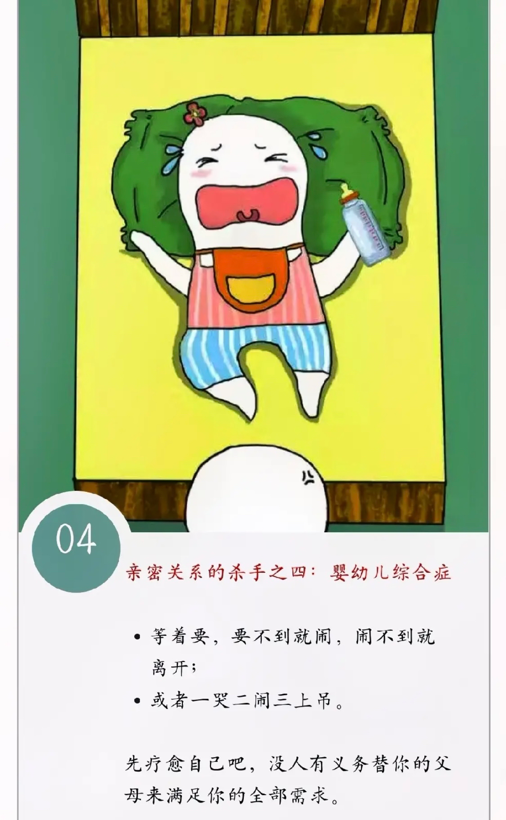 04
亲密关系的杀手之四：婴幼儿综合症
• 等着要，要不到就闹，闹不到就
离开；
• 或者一哭二闹三上吊。
先疗愈自己吧，没人有义务替你的父
母来满足你的全部需求。